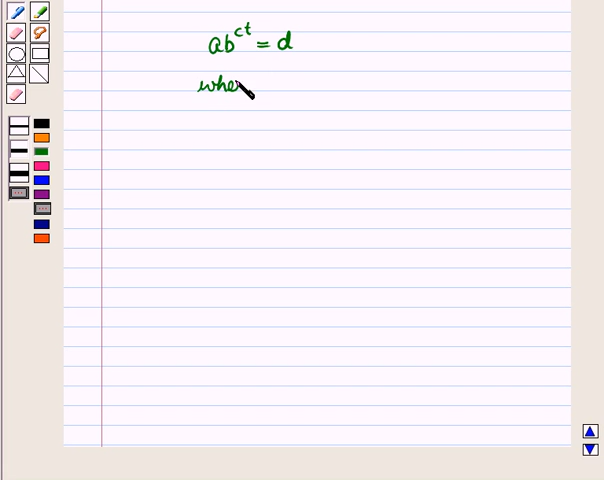 ab^{ct} = d
whe